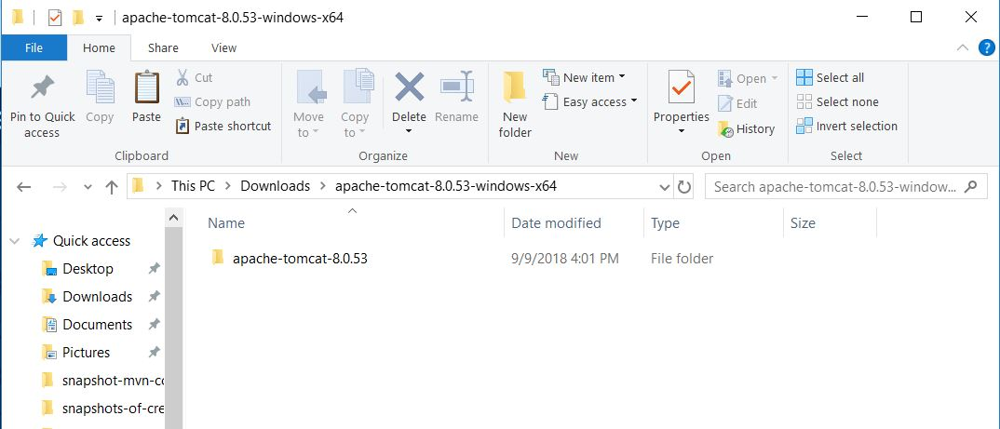 apache-tomcat-8.0.53-windows-x64
File Home Share View
Pin to Quick access
Copy
Paste
Cut
Copy path
Paste shortcut
Clipboard
Move to
Copy to
Delete
Rename
Organize
New folder
New item
Easy access
New
Properties
Open
Edit
History
Open
Select all
Select none
Invert selection
Select
This PC > Downloads > apache-tomcat-8.0.53-windows-x64
Search apache-tomcat-8.0.53-window...
Name Date modified Type Size
apache-tomcat-8.0.53 9/9/2018 4:01 PM File folder
Quick access
Desktop
Downloads
Documents
Pictures
snapshot-mvn-co
snapshots-of-cre